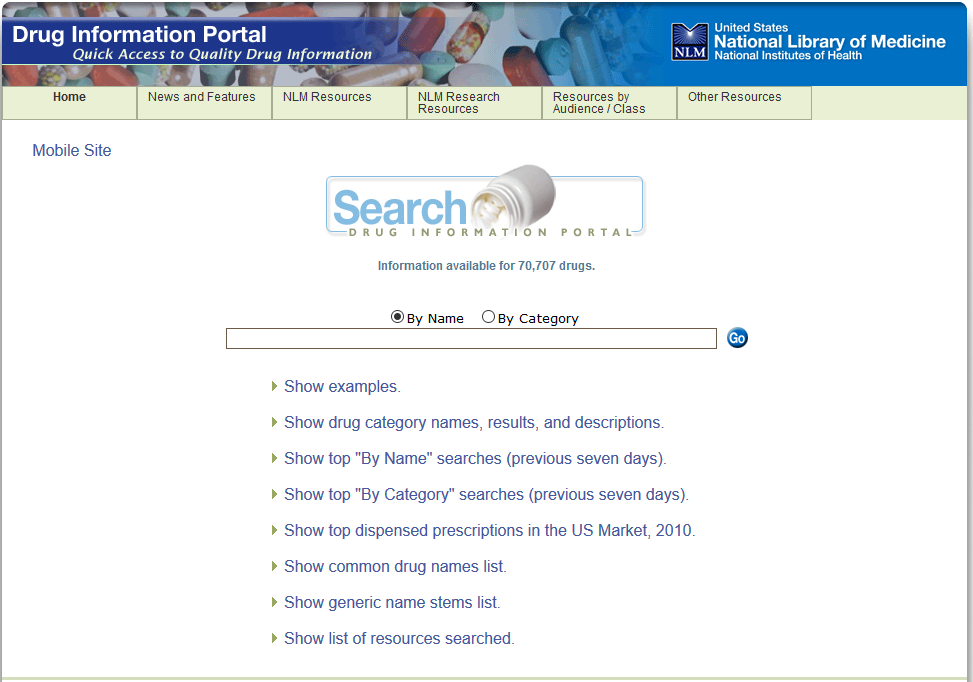 Drug Information Portal
Quick Access to Quality Drug Information
NLM
United States
National Library of Medicine
National Institutes of Health
Home
News and Features
NLM Resources
NLM Research
Resources
Resources by
Audience / Class
Other Resources
Mobile Site
Search
DRUG INFORMATION PORTAL
Information available for 70,707 drugs.
By Name By Category
Go
Show examples.
Show drug category names, results, and descriptions.
Show top "By Name" searches (previous seven days).
Show top "By Category" searches (previous seven days).
Show top dispensed prescriptions in the US Market, 2010.
Show common drug names list.
Show generic name stems list.
Show list of resources searched.